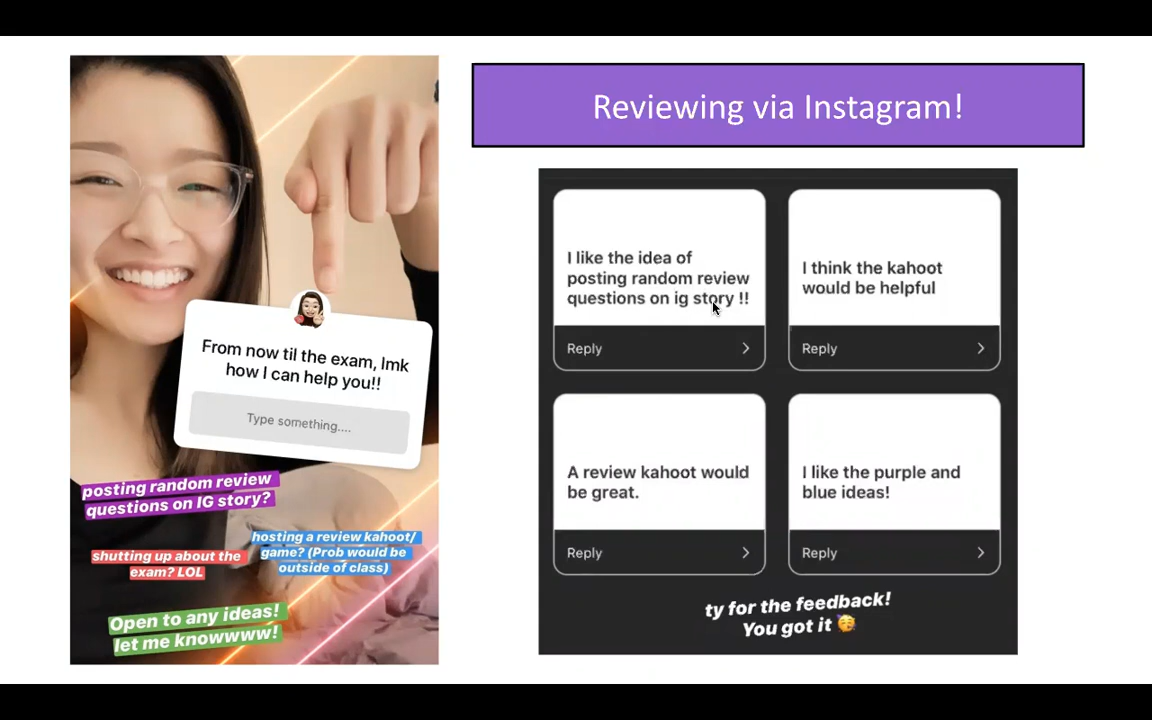 Reviewing via Instagram!
From now til the exam, lmk
how I can help you!!
Type something....
posting random review
questions on IG story?
hosting a review kahoot/
game? (Prob would be
outside of class)
shutting up about the
exam? LOL
Open to any ideas!
let me knowwww!
I like the idea of
posting random review
questions on ig story !!
Reply
I think the kahoot
would be helpful
Reply
A review kahoot would
be great.
Reply
I like the purple and
blue ideas!
Reply
ty for the feedback!
You got it 🥳